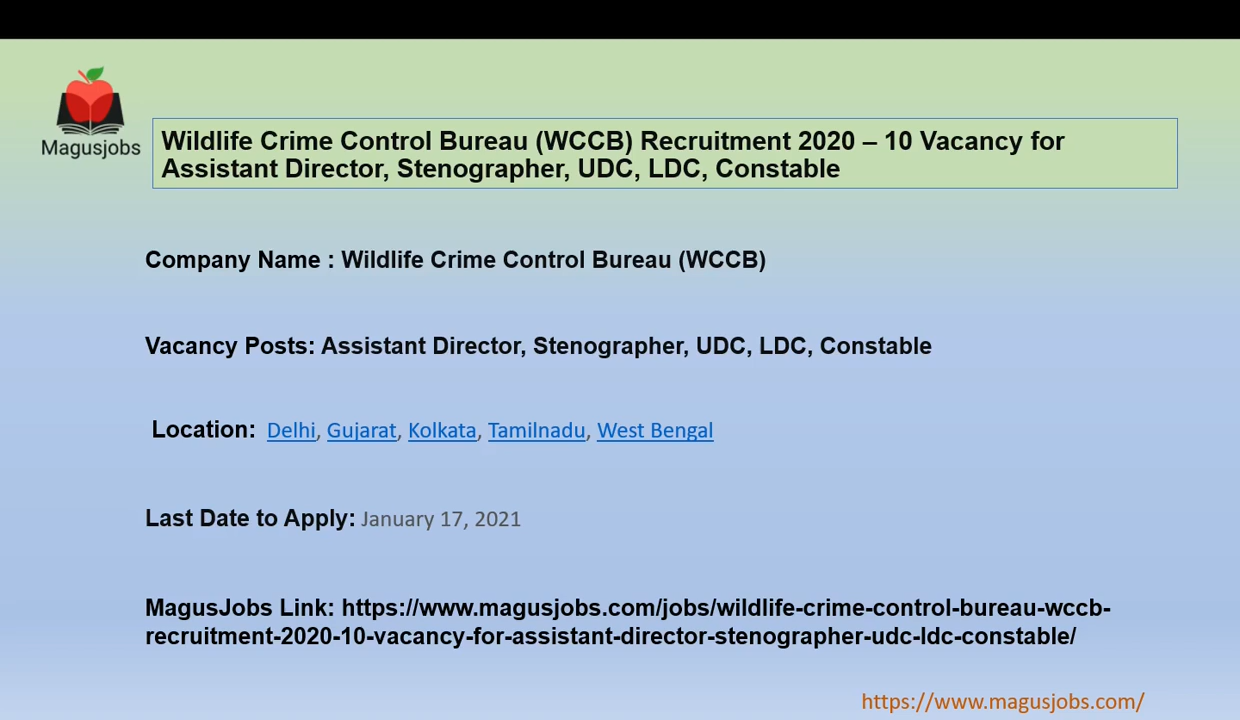 Magusjobs
Wildlife Crime Control Bureau (WCCB) Recruitment 2020 – 10 Vacancy for
Assistant Director, Stenographer, UDC, LDC, Constable
Company Name : Wildlife Crime Control Bureau (WCCB)
Vacancy Posts: Assistant Director, Stenographer, UDC, LDC, Constable
Location: Delhi, Gujarat, Kolkata, Tamilnadu, West Bengal
Last Date to Apply: January 17, 2021
MagusJobs Link: https://www.magusjobs.com/jobs/wildlife-crime-control-bureau-wccb-
recruitment-2020-10-vacancy-for-assistant-director-stenographer-udc-ldc-constable/
https://www.magusjobs.com/